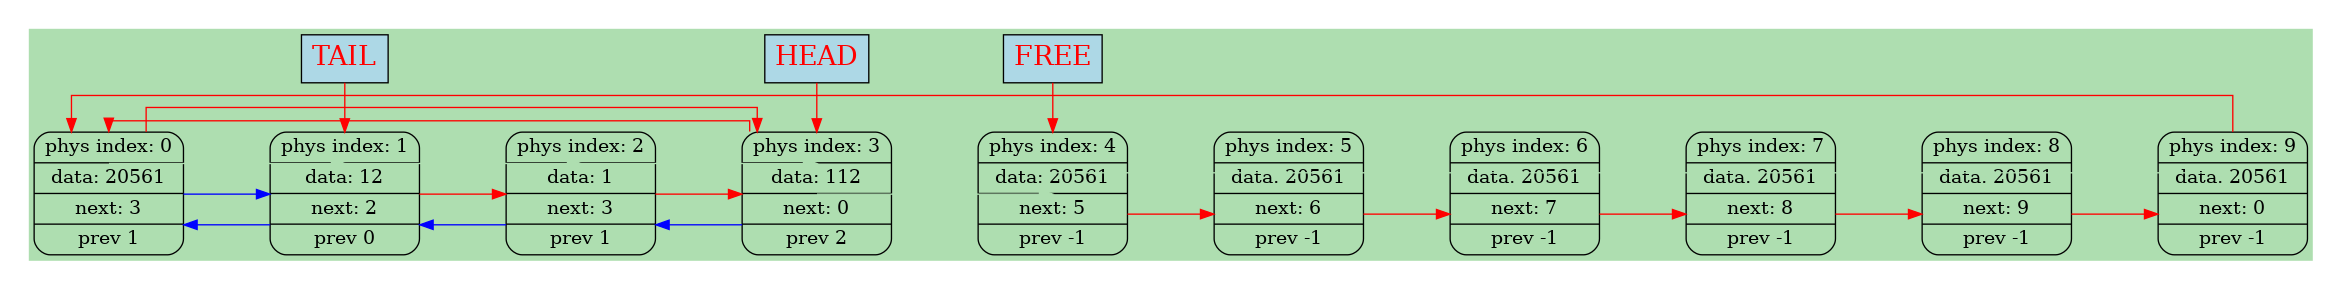 TAIL
HEAD
FREE
phys index: 0
data: 20561
next: 3
prev 1
phys index: 1
data: 12
next: 2
prev 0
phys index: 2
data: 1
next: 3
prev 1
phys index: 3
data: 112
next: 0
prev 2
phys index: 4
data: 20561
next: 5
prev -1
phys index: 5
data. 20561
next: 6
prev -1
phys index: 6
data. 20561
next: 7
prev -1
phys index: 7
data. 20561
next: 8
prev -1
phys index: 8
data. 20561
next: 9
prev -1
phys index: 9
data. 20561
next: 0
prev -1